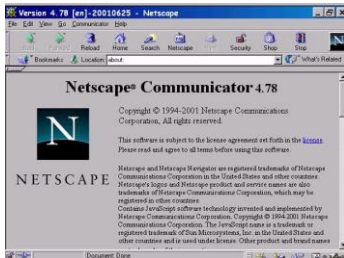 Version 4.78 [en]-20010625 - Netscape
File Edit View Go Communicator Help
Reload Home Search Netscape Security Shop Stop
Bookmarks Location: about: What's Related
Netscape® Communicator 4.78
Copyright © 1994-2001 Netscape Communications
Corporation, All rights reserved.
This software is subject to the license agreement set forth in the license.
Please read and agree to all terms before using this software.
N
NETSCAPE
Netscape and Netscape Navigator are registered trademarks of Netscape
Communications Corporation in the United States and other countries.
Netscape's logos and Netscape product and service names are also
trademarks of Netscape Communications Corporation, which may be
registered in other countries.
Contains JavaScript software technology invented and implemented by
Netscape Communications Corporation. Copyright © 1994-2001 Netscape
Communications Corporation. The JavaScript name is a trademark or
registered trademark of Sun Microsystems, Inc. in the United States and
other countries and is used under license. Other product and brand names
Document: Done